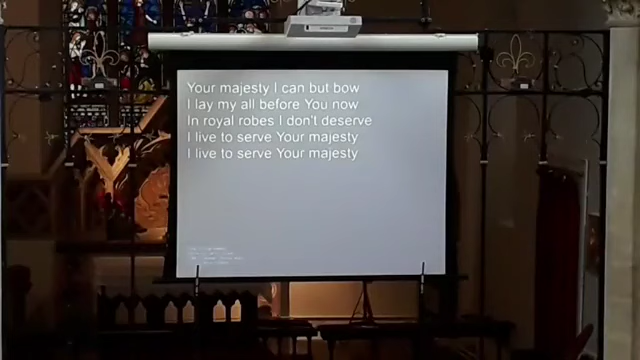 Your majesty I can but bow
I lay my all before You now
In royal robes I don't deserve
I live to serve Your majesty
I live to serve Your majesty